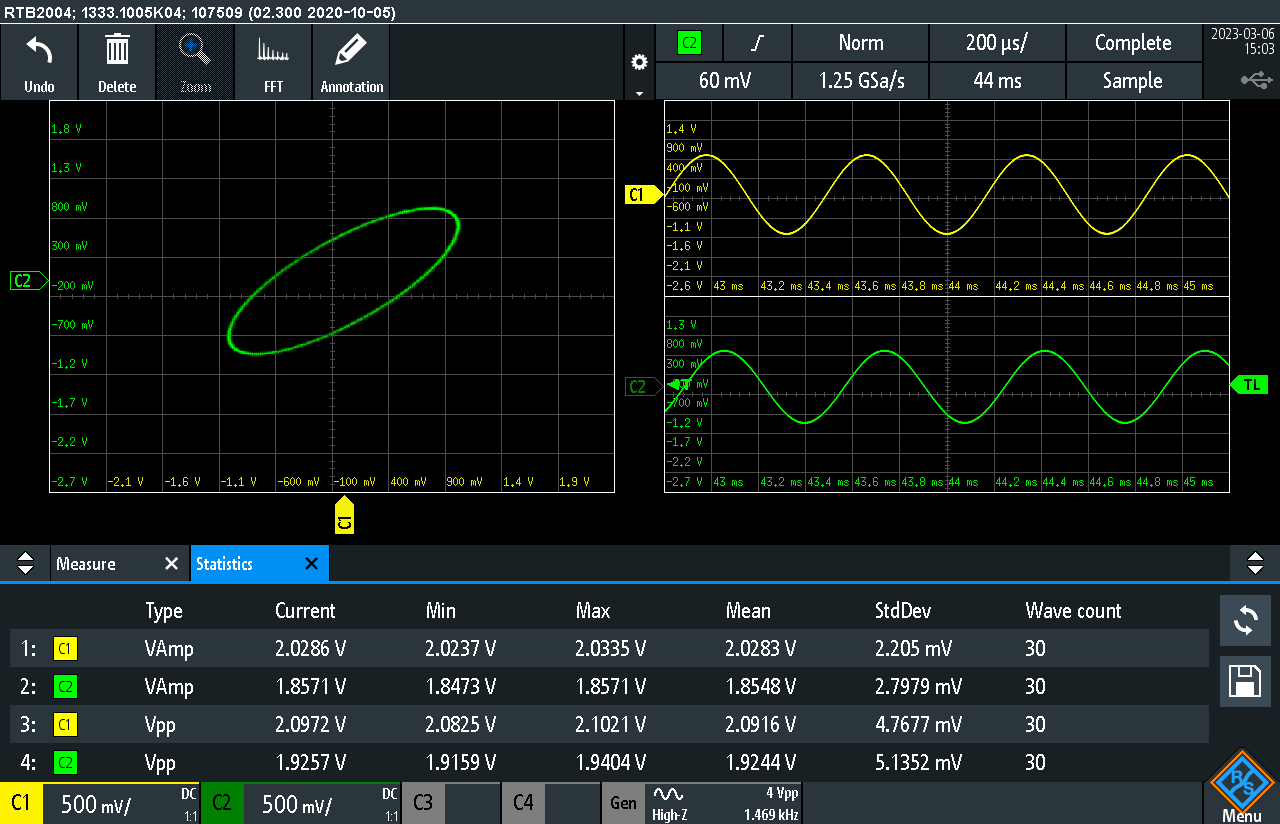 RTB2004; 1333.1005K04; 107509 (02.300 2020-10-05)
Undo Delete Zoom FFT Annotation
C2 Norm 200 µs/ Complete
60 mV 1.25 GSa/s 44 ms Sample
2023-03-06
15:03
1.8 V
1.3 V
800 mV
300 mV
C2
-200 mV
-700 mV
-1.2 V
-1.7 V
-2.2 V
-2.7 V -2.1 V -1.6 V -1.1 V -600 mV -100 mV 400 mV 900 mV 1.4 V 1.9 V
C1
1.4 V
900 mV
400 mV
C1 -100 mV
-600 mV
-1.1 V
-1.6 V
-2.1 V
-2.6 V 43 ms 43.2 ms 43.4 ms 43.6 ms 43.8 ms 44 ms 44.2 ms 44.4 ms 44.6 ms 44.8 ms 45 ms
1.3 V
800 mV
300 mV
C2 mV TL
-700 mV
-1.2 V
-1.7 V
-2.2 V
-2.7 V 43 ms 43.2 ms 43.4 ms 43.6 ms 43.8 ms 44 ms 44.2 ms 44.4 ms 44.6 ms 44.8 ms 45 ms
Measure Statistics
Type Current Min Max Mean StdDev Wave count
1: C1 VAmp 2.0286 V 2.0237 V 2.0335 V 2.0283 V 2.205 mV 30
2: C2 VAmp 1.8571 V 1.8473 V 1.8571 V 1.8548 V 2.7979 mV 30
3: C1 Vpp 2.0972 V 2.0825 V 2.1021 V 2.0916 V 4.7677 mV 30
4: C2 Vpp 1.9257 V 1.9159 V 1.9404 V 1.9244 V 5.1352 mV 30
C1 500 mV/ DC 1:1 C2 500 mV/ DC 1:1 C3 C4 Gen High-Z 4 Vpp 1.469 kHz
R&S
Menu